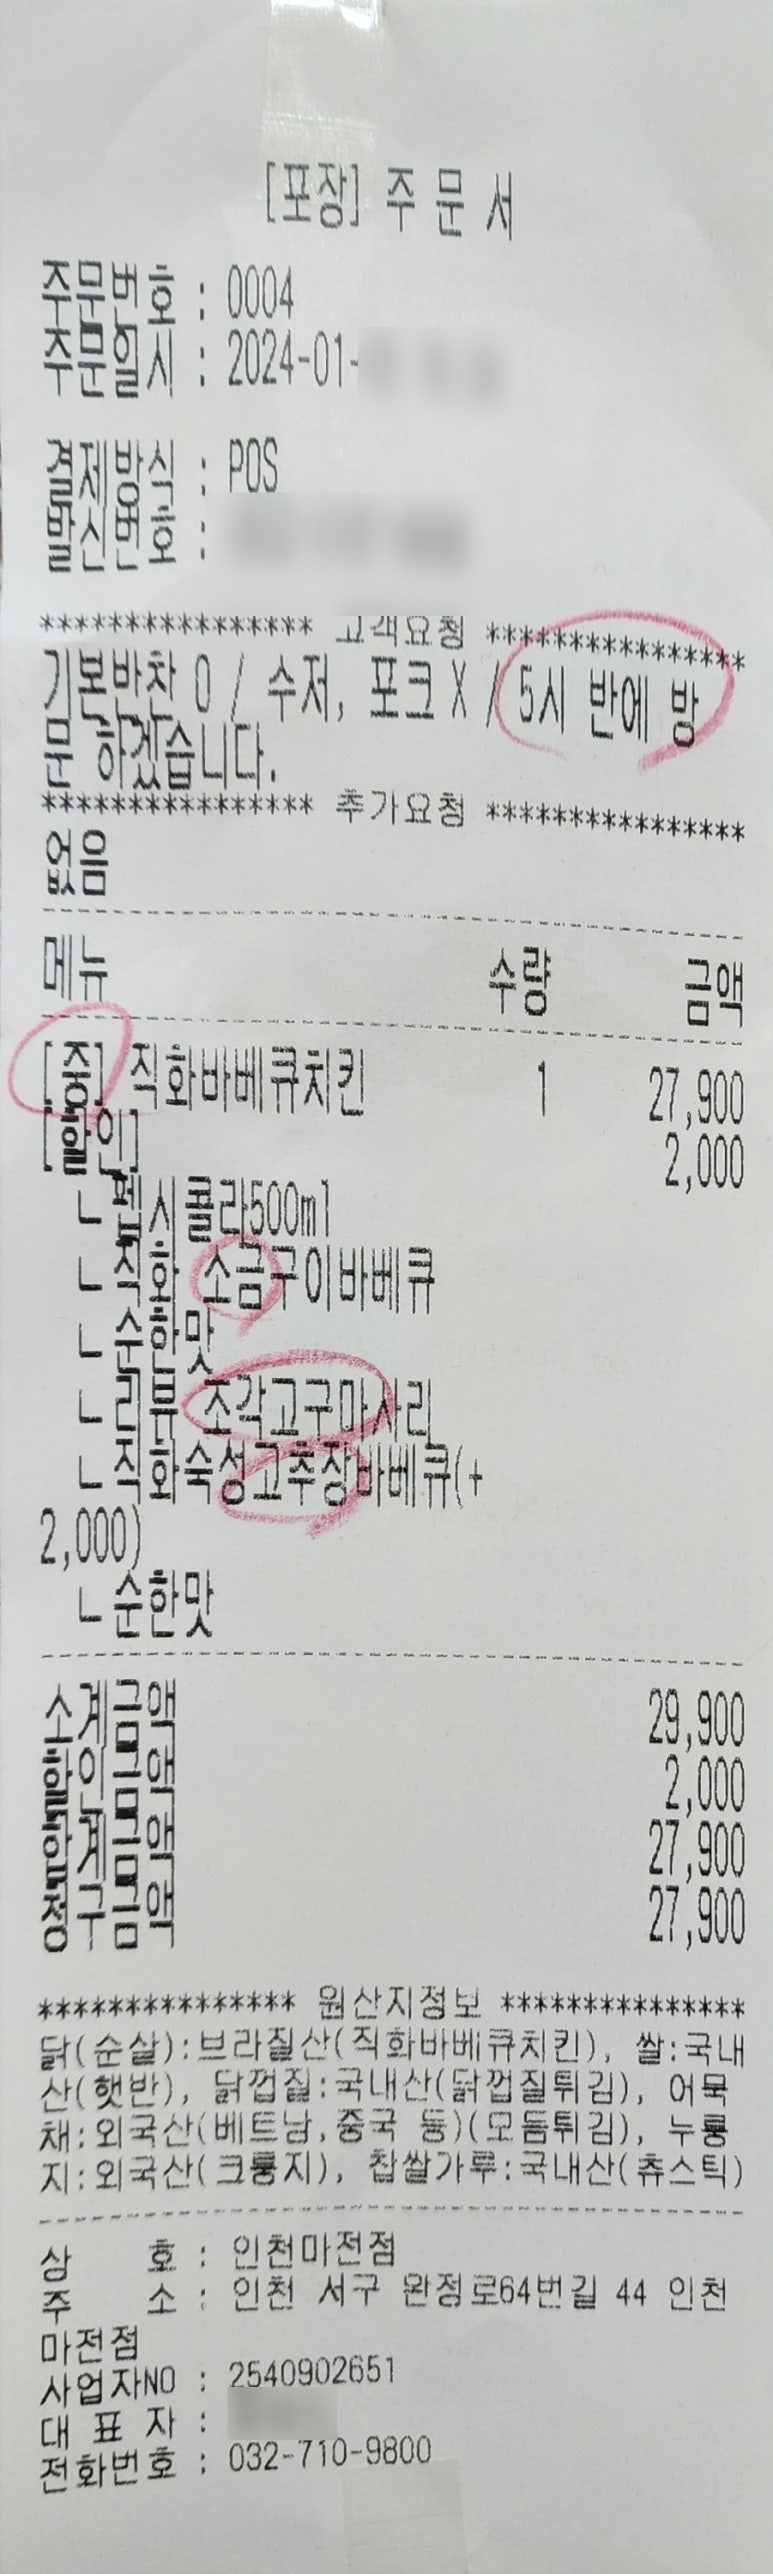 [포장] 주 문 서
주문번호 : 0004
주문일시 : 2024-01-
결제방식 : POS
발신번호 :
**************** 고객요청 ****************
기본반찬 O / 수저, 포크 X / 5시 반에 방
문 하겠습니다.
**************** 추가요청 ****************
없음
메뉴 수량 금액
[중] 직화바베큐치킨 1 27,900
[할인] 2,000
ㄴ 펩시콜라500ml
ㄴ 직화 소금구이바베큐
ㄴ 순한맛
ㄴ 리뷰 조각고구마사리
ㄴ 직화숙성고추장바베큐(+
2,000)
ㄴ 순한맛
소계금액 29,900
할인금액 2,000
합계금액 27,900
청구금액 27,900
*************** 원산지정보 ***************
닭(순살):브라질산(직화바베큐치킨), 쌀:국내
산(햇반), 닭껍질:국내산(닭껍질튀김), 어묵
채:외국산(베트남,중국 등)(모듬튀김), 누룽
지:외국산(크룽지), 찹쌀가루:국내산(츄스틱)
상 호 : 인천마전점
주 소 : 인천 서구 완정로64번길 44 인천
마전점
사업자NO : 2540902651
대 표 자 :
전화번호 : 032-710-9800